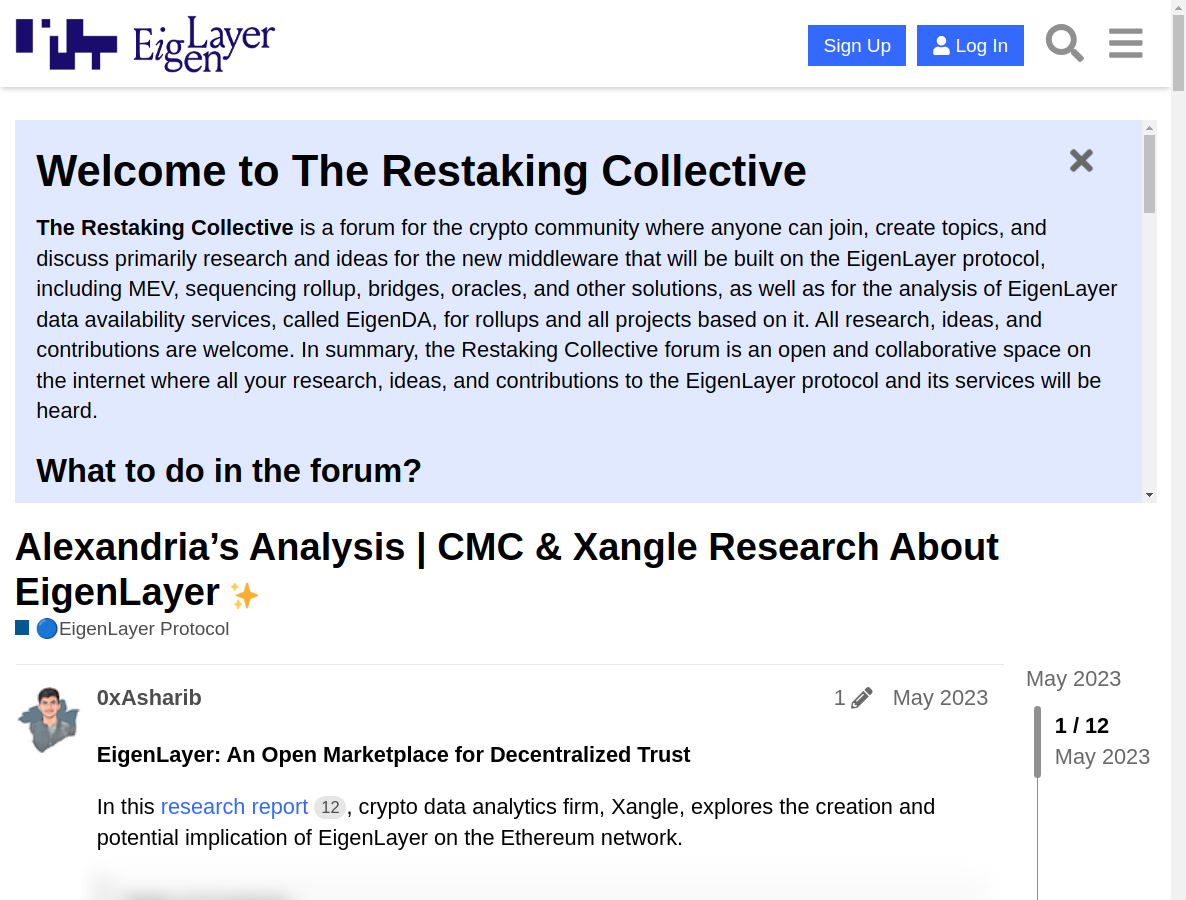 EigenLayer
Sign Up
Log In
Welcome to The Restaking Collective
The Restaking Collective is a forum for the crypto community where anyone can join, create topics, and
discuss primarily research and ideas for the new middleware that will be built on the EigenLayer protocol,
including MEV, sequencing rollup, bridges, oracles, and other solutions, as well as for the analysis of EigenLayer
data availability services, called EigenDA, for rollups and all projects based on it. All research, ideas, and
contributions are welcome. In summary, the Restaking Collective forum is an open and collaborative space on
the internet where all your research, ideas, and contributions to the EigenLayer protocol and its services will be
heard.
What to do in the forum?
Alexandria’s Analysis | CMC & Xangle Research About
EigenLayer
EigenLayer Protocol
0xAsharib
1
May 2023
May 2023
1 / 12
May 2023
EigenLayer: An Open Marketplace for Decentralized Trust
In this research report 12, crypto data analytics firm, Xangle, explores the creation and
potential implication of EigenLayer on the Ethereum network.